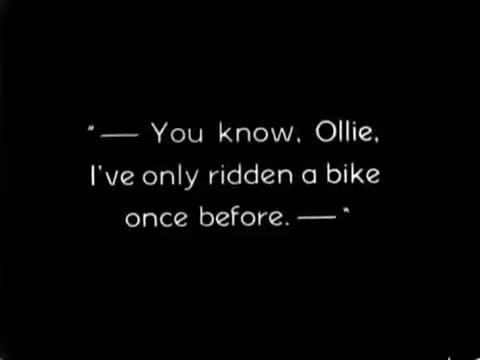 "— You know, Ollie,
I've only ridden a bike
once before. —"